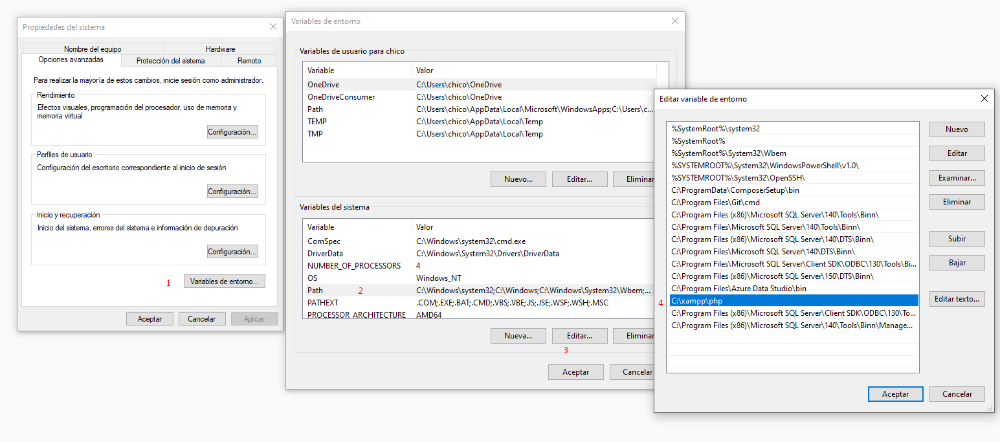 Propiedades del sistema
Nombre del equipo
Hardware
Opciones avanzadas
Protección del sistema
Remoto
Para realizar la mayoría de estos cambios, inicie sesión como administrador.
Rendimiento
Efectos visuales, programación del procesador, uso de memoria y
memoria virtual
Configuración...
Perfiles de usuario
Configuración del escritorio correspondiente al inicio de sesión
Configuración...
Inicio y recuperación
Inicio del sistema, errores del sistema e información de depuración
Configuración...
1
Variables de entorno...
Aceptar
Cancelar
Aplicar
Variables de entorno
Variables de usuario para chico
Variable Valor
OneDrive C:\Users\chico\OneDrive
OneDriveConsumer C:\Users\chico\OneDrive
Path C:\Users\chico\AppData\Local\Microsoft\WindowsApps;C:\Users\c...
TEMP C:\Users\chico\AppData\Local\Temp
TMP C:\Users\chico\AppData\Local\Temp
Nuevo...
Editar...
Eliminar
Variables del sistema
Variable Valor
ComSpec C:\Windows\system32\cmd.exe
DriverData C:\Windows\System32\Drivers\DriverData
NUMBER_OF_PROCESSORS 4
OS Windows_NT
Path 2 C:\Windows\system32;C:\Windows;C:\Windows\System32\Wbem;...
PATHEXT .COM;.EXE;.BAT;.CMD;.VBS;.VBE;.JS;.JSE;.WSF;.WSH;.MSC
PROCESSOR_ARCHITECTURE AMD64
Nueva...
Editar...
Eliminar
3
Aceptar
Cancelar
Editar variable de entorno
%SystemRoot%\system32
%SystemRoot%
%SystemRoot%\System32\Wbem
%SYSTEMROOT%\System32\WindowsPowerShell\v1.0\
%SYSTEMROOT%\System32\OpenSSH\
C:\ProgramData\ComposerSetup\bin
C:\Program Files\Git\cmd
C:\Program Files (x86)\Microsoft SQL Server\140\Tools\Binn\
C:\Program Files\Microsoft SQL Server\140\Tools\Binn\
C:\Program Files (x86)\Microsoft SQL Server\140\DTS\Binn\
C:\Program Files\Microsoft SQL Server\140\DTS\Binn\
C:\Program Files\Microsoft SQL Server\Client SDK\ODBC\130\Tools\Bi...
C:\Program Files (x86)\Microsoft SQL Server\150\DTS\Binn\
C:\Program Files\Azure Data Studio\bin
4 C:\xampp\php
C:\Program Files (x86)\Microsoft SQL Server\Client SDK\ODBC\130\To...
C:\Program Files (x86)\Microsoft SQL Server\140\Tools\Binn\Manage...
Nuevo
Editar
Examinar...
Eliminar
Subir
Bajar
Editar texto...
Aceptar
Cancelar